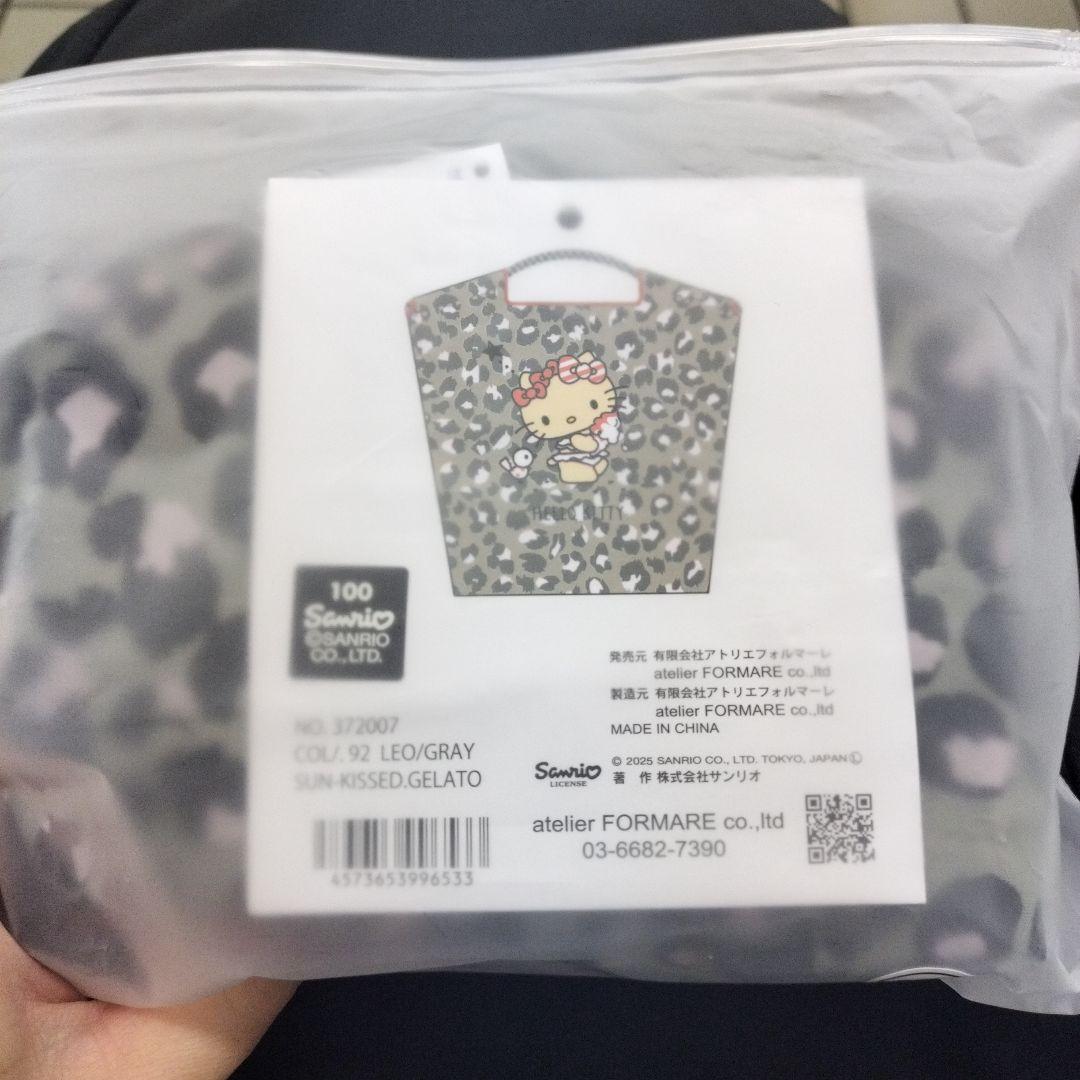 HELLO KITTY
100
Sanrio
©SANRIO
CO.,LTD.
発売元 有限会社アトリエフォルマーレ
atelier FORMARE co.,ltd
製造元 有限会社アトリエフォルマーレ
atelier FORMARE co.,ltd
MADE IN CHINA
NO. 372007
COL/. 92 LEO/GRAY
SUN-KISSED.GELATO
Sanrio
LICENSE
© 2025 SANRIO CO., LTD. TOKYO, JAPAN Ⓛ
著 作 株式会社サンリオ
atelier FORMARE co.,ltd
03-6682-7390
4573653996533